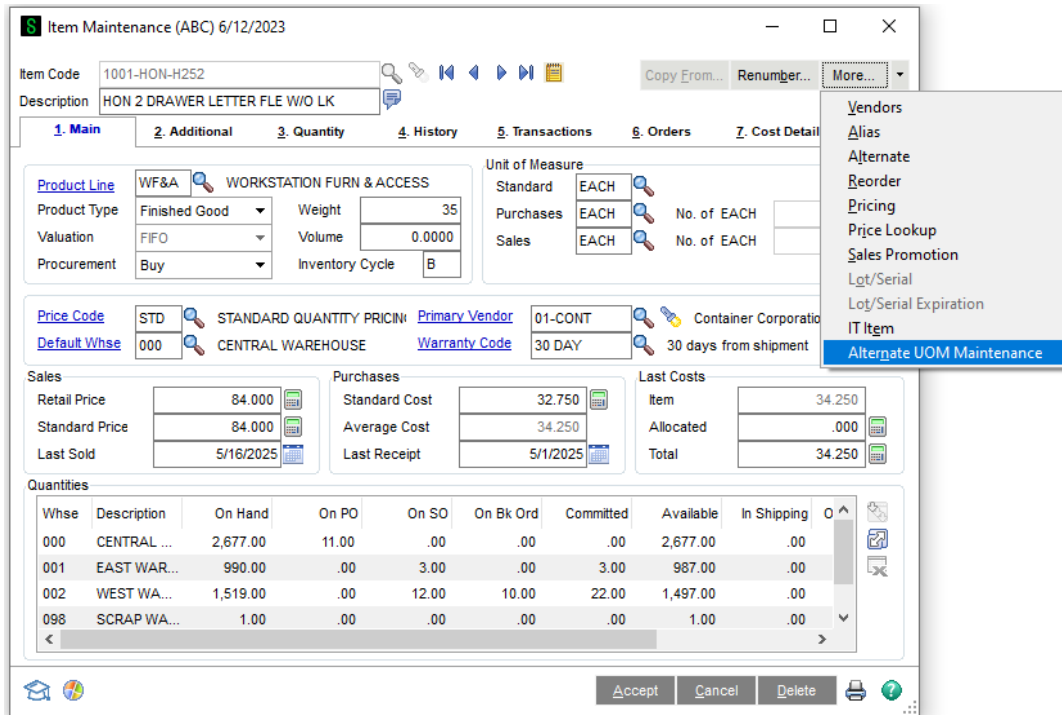 Item Maintenance (ABC) 6/12/2023
Item Code 1001-HON-H252 Copy From... Renumber... More...
Description HON 2 DRAWER LETTER FLE W/O LK
1. Main 2. Additional 3. Quantity 4. History 5. Transactions 6. Orders 7. Cost Detail
Vendors
Alias
Alternate
Reorder
Pricing
Price Lookup
Sales Promotion
Lot/Serial
Lot/Serial Expiration
IT Item
Alternate UOM Maintenance
Product Line WF&A WORKSTATION FURN & ACCESS
Product Type Finished Good Weight 35
Valuation FIFO Volume 0.0000
Procurement Buy Inventory Cycle B
Unit of Measure
Standard EACH
Purchases EACH No. of EACH
Sales EACH No. of EACH
Price Code STD STANDARD QUANTITY PRICING Primary Vendor 01-CONT Container Corporatio
Default Whse 000 CENTRAL WAREHOUSE Warranty Code 30 DAY 30 days from shipment
Sales
Retail Price 84.000
Standard Price 84.000
Last Sold 5/16/2025
Purchases
Standard Cost 32.750
Average Cost 34.250
Last Receipt 5/1/2025
Last Costs
Item 34.250
Allocated .000
Total 34.250
Quantities
Whse Description On Hand On PO On SO On Bk Ord Committed Available In Shipping O
000 CENTRAL ... 2,677.00 11.00 .00 .00 .00 2,677.00 .00
001 EAST WAR... 990.00 .00 3.00 .00 3.00 987.00 .00
002 WEST WA... 1,519.00 .00 12.00 10.00 22.00 1,497.00 .00
098 SCRAP WA... 1.00 .00 .00 .00 .00 1.00 .00
Accept Cancel Delete